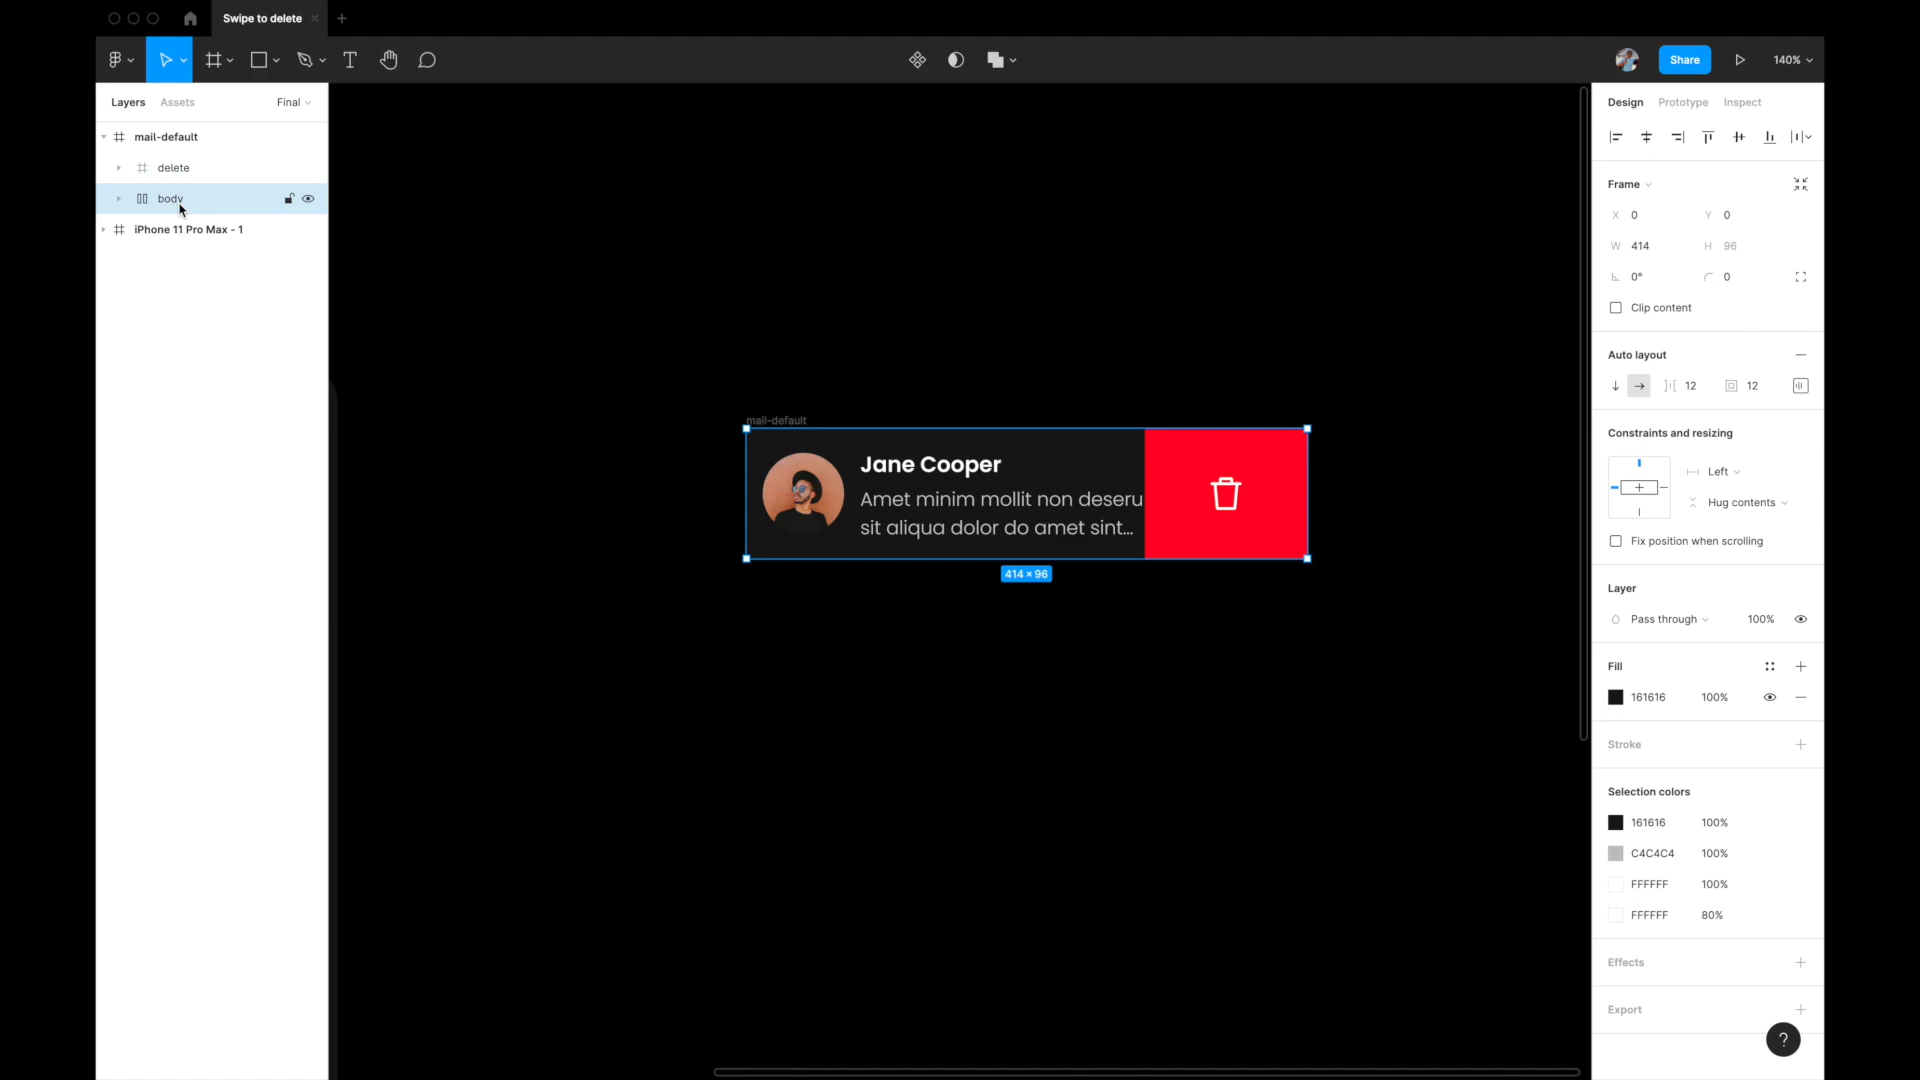 Swipe to delete
Share
140%
Layers
Assets
Final
mail-default
delete
body
iPhone 11 Pro Max - 1
mail-default
Jane Cooper
Amet minim mollit non deseru
sit aliqua dolor do amet sint...
414 × 96
Design
Prototype
Inspect
Frame
X 0
Y 0
W 414
H 96
0°
0
Clip content
Auto layout
12
12
Constraints and resizing
Left
Hug contents
Fix position when scrolling
Layer
Pass through
100%
Fill
161616
100%
Stroke
Selection colors
161616 100%
C4C4C4 100%
FFFFFF 100%
FFFFFF 80%
Effects
Export
?